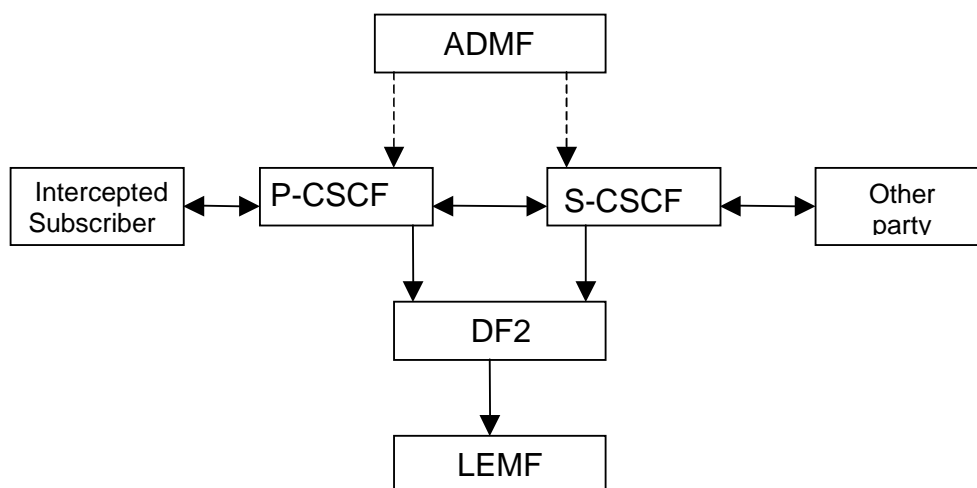 ADMF
Intercepted
Subscriber
P-CSCF
S-CSCF
Other
party
DF2
LEMF